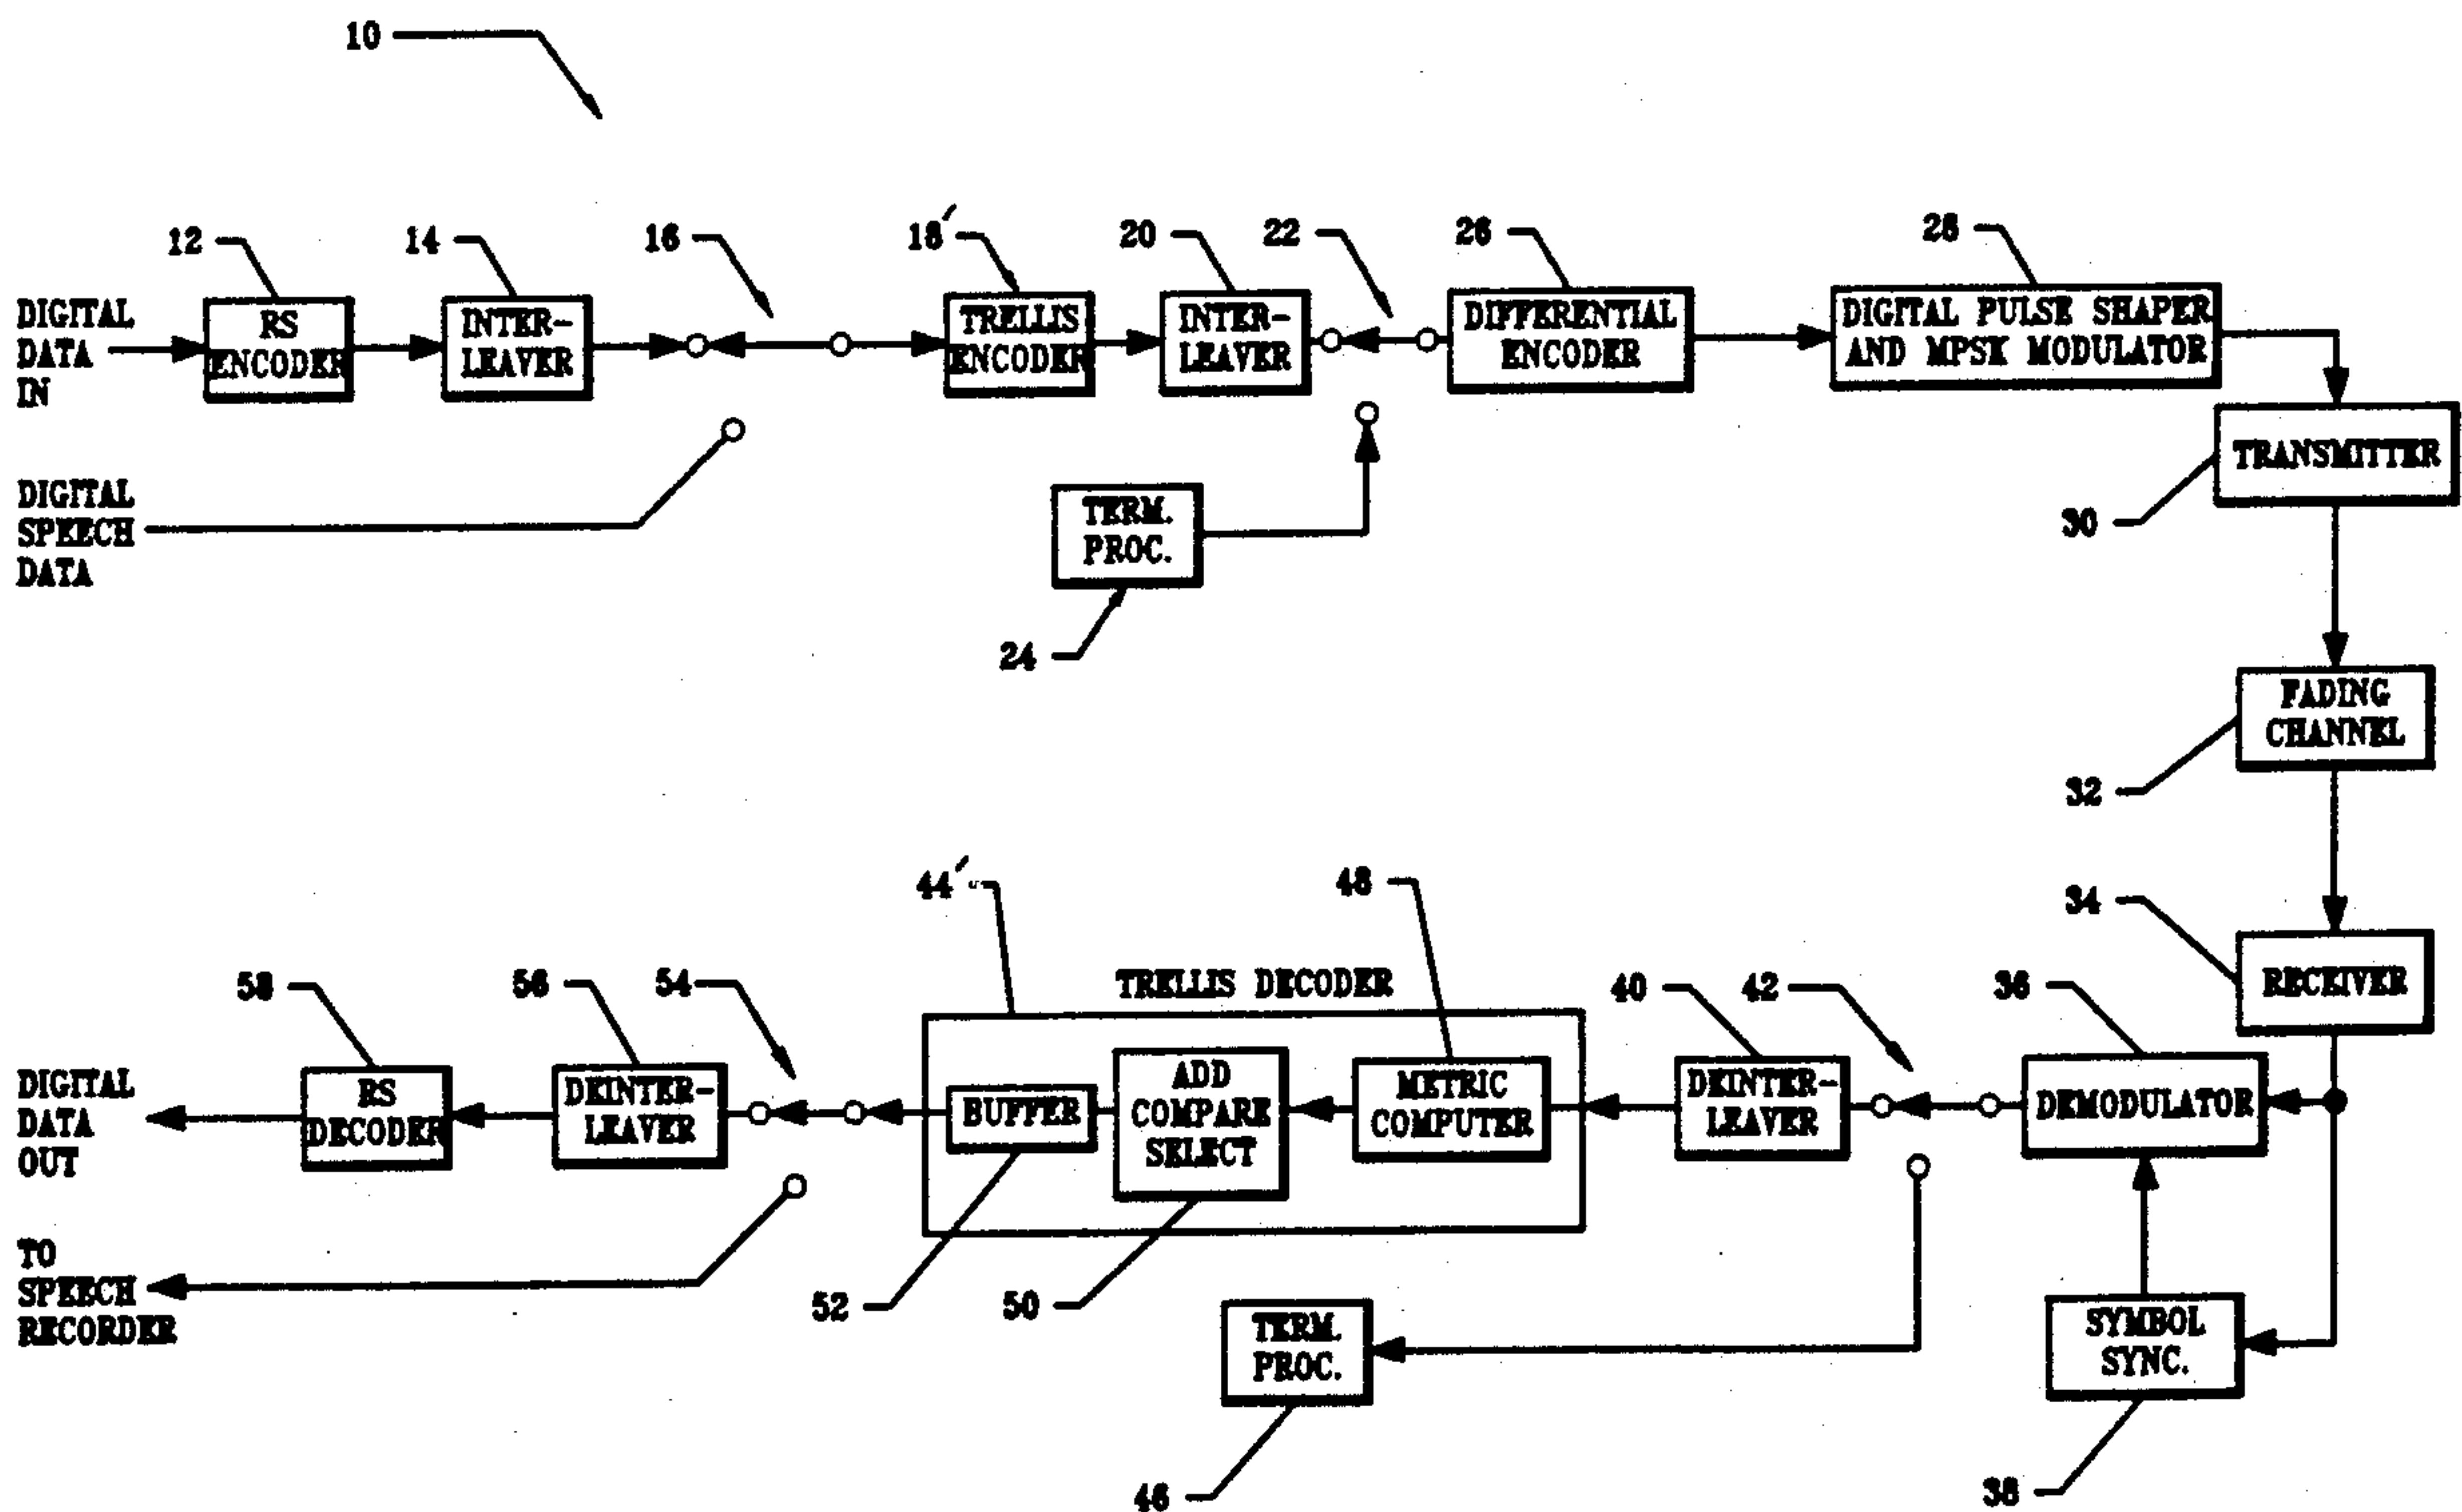 10
12
14
16
18'
20
22
26
28
DIGITAL
DATA
IN
RS
ENCODER
INTER-
LEAVER
TRELLIS
ENCODER
INTER-
LEAVER
DIFFERENTIAL
ENCODER
DIGITAL PULSE SHAPER
AND MPSK MODULATOR
DIGITAL
SPEECH
DATA
TERM.
PROC.
24
TRANSMITTER
30
FADING
CHANNEL
32
34
RECEIVER
44'
48
58
56
54
TRELLIS DECODER
40
42
36
DIGITAL
DATA
OUT
RS
DECODER
DEINTER-
LEAVER
BUFFER
ADD
COMPARE
SELECT
METRIC
COMPUTER
DEINTER-
LEAVER
DEMODULATOR
TO
SPEECH
RECORDER
52
50
TERM.
PROC.
SYMBOL
SYNC.
46
38